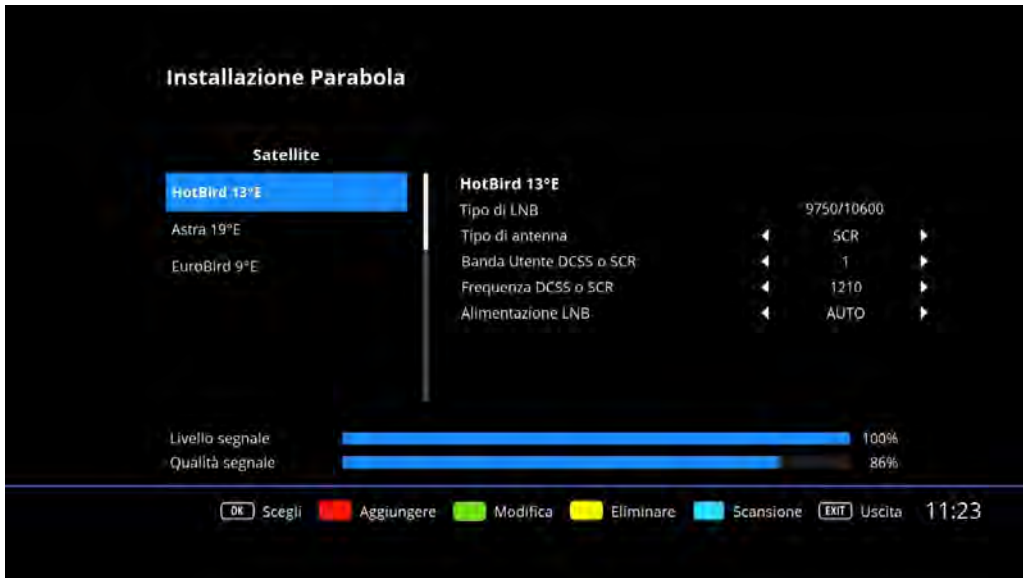 Installazione Parabola
Satellite
HotBird 13°E
Astra 19°E
EuroBird 9°E
HotBird 13°E
Tipo di LNB 9750/10600
Tipo di antenna SCR
Banda Utente DCSS o SCR 1
Frequenza DCSS o SCR 1210
Alimentazione LNB AUTO
Livello segnale 100%
Qualità segnale 86%
OK Scegli Aggiungere Modifica Eliminare Scansione EXIT Uscita 11:23